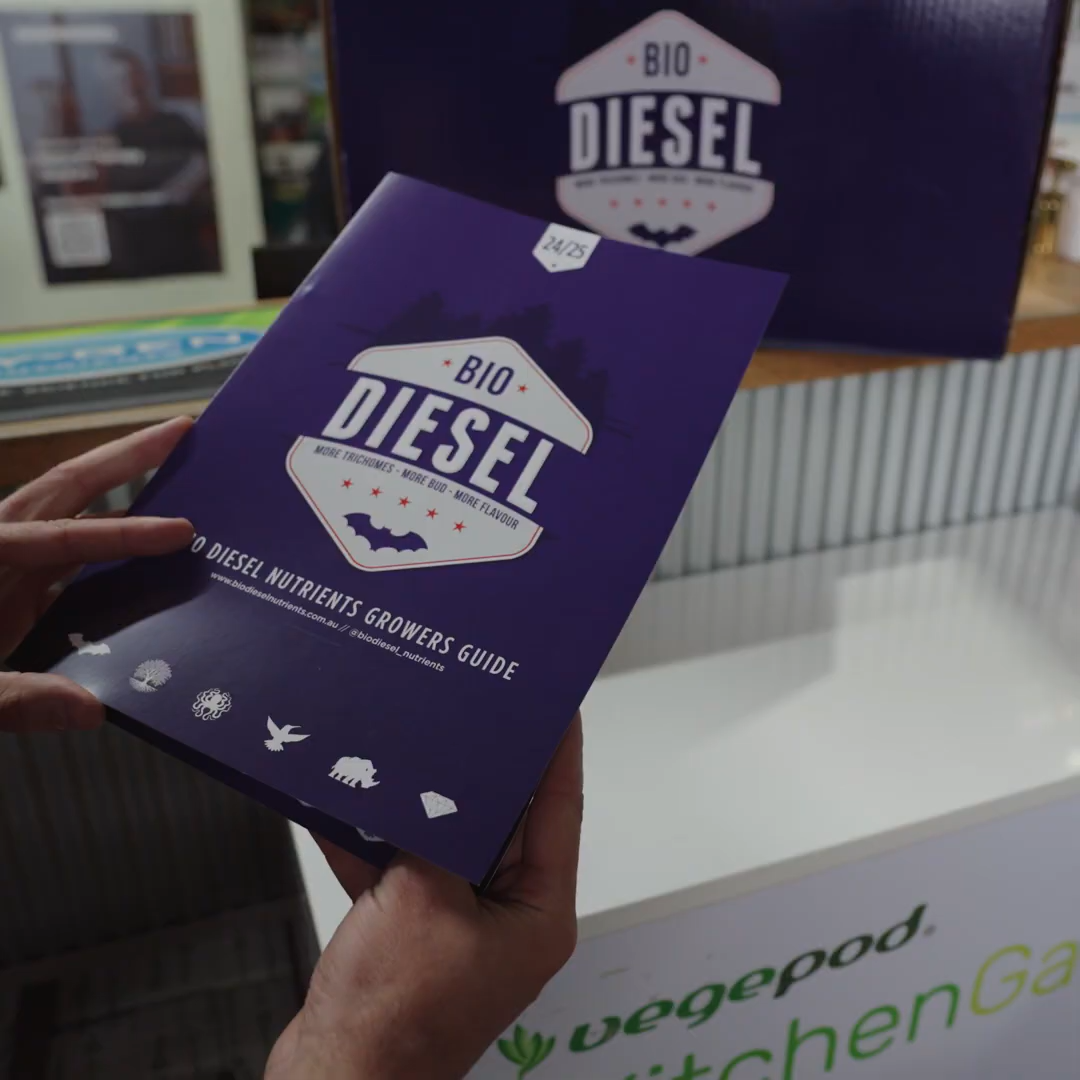 BIO
DIESEL
24/25
BIO
DIESEL
MORE TRICHOMES - MORE BUD - MORE FLAVOUR
DIESEL NUTRIENTS GROWERS GUIDE
www.biodieselnutrients.com.au // @biodiesel_nutrients
vegepod